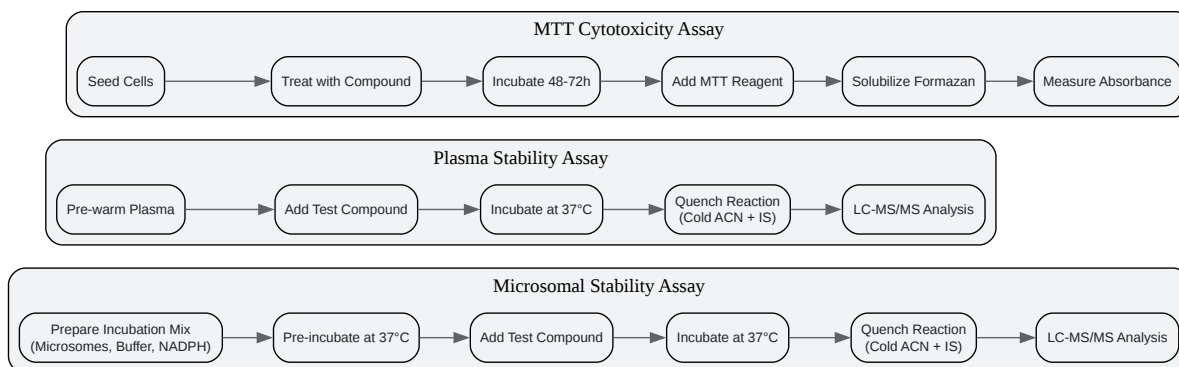 MTT Cytotoxicity Assay
Seed Cells
Treat with Compound
Incubate 48-72h
Add MTT Reagent
Solubilize Formazan
Measure Absorbance
Plasma Stability Assay
Pre-warm Plasma
Add Test Compound
Incubate at 37°C
Quench Reaction
(Cold ACN + IS)
LC-MS/MS Analysis
Microsomal Stability Assay
Prepare Incubation Mix
(Microsomes, Buffer, NADPH)
Pre-incubate at 37°C
Add Test Compound
Incubate at 37°C
Quench Reaction
(Cold ACN + IS)
LC-MS/MS Analysis